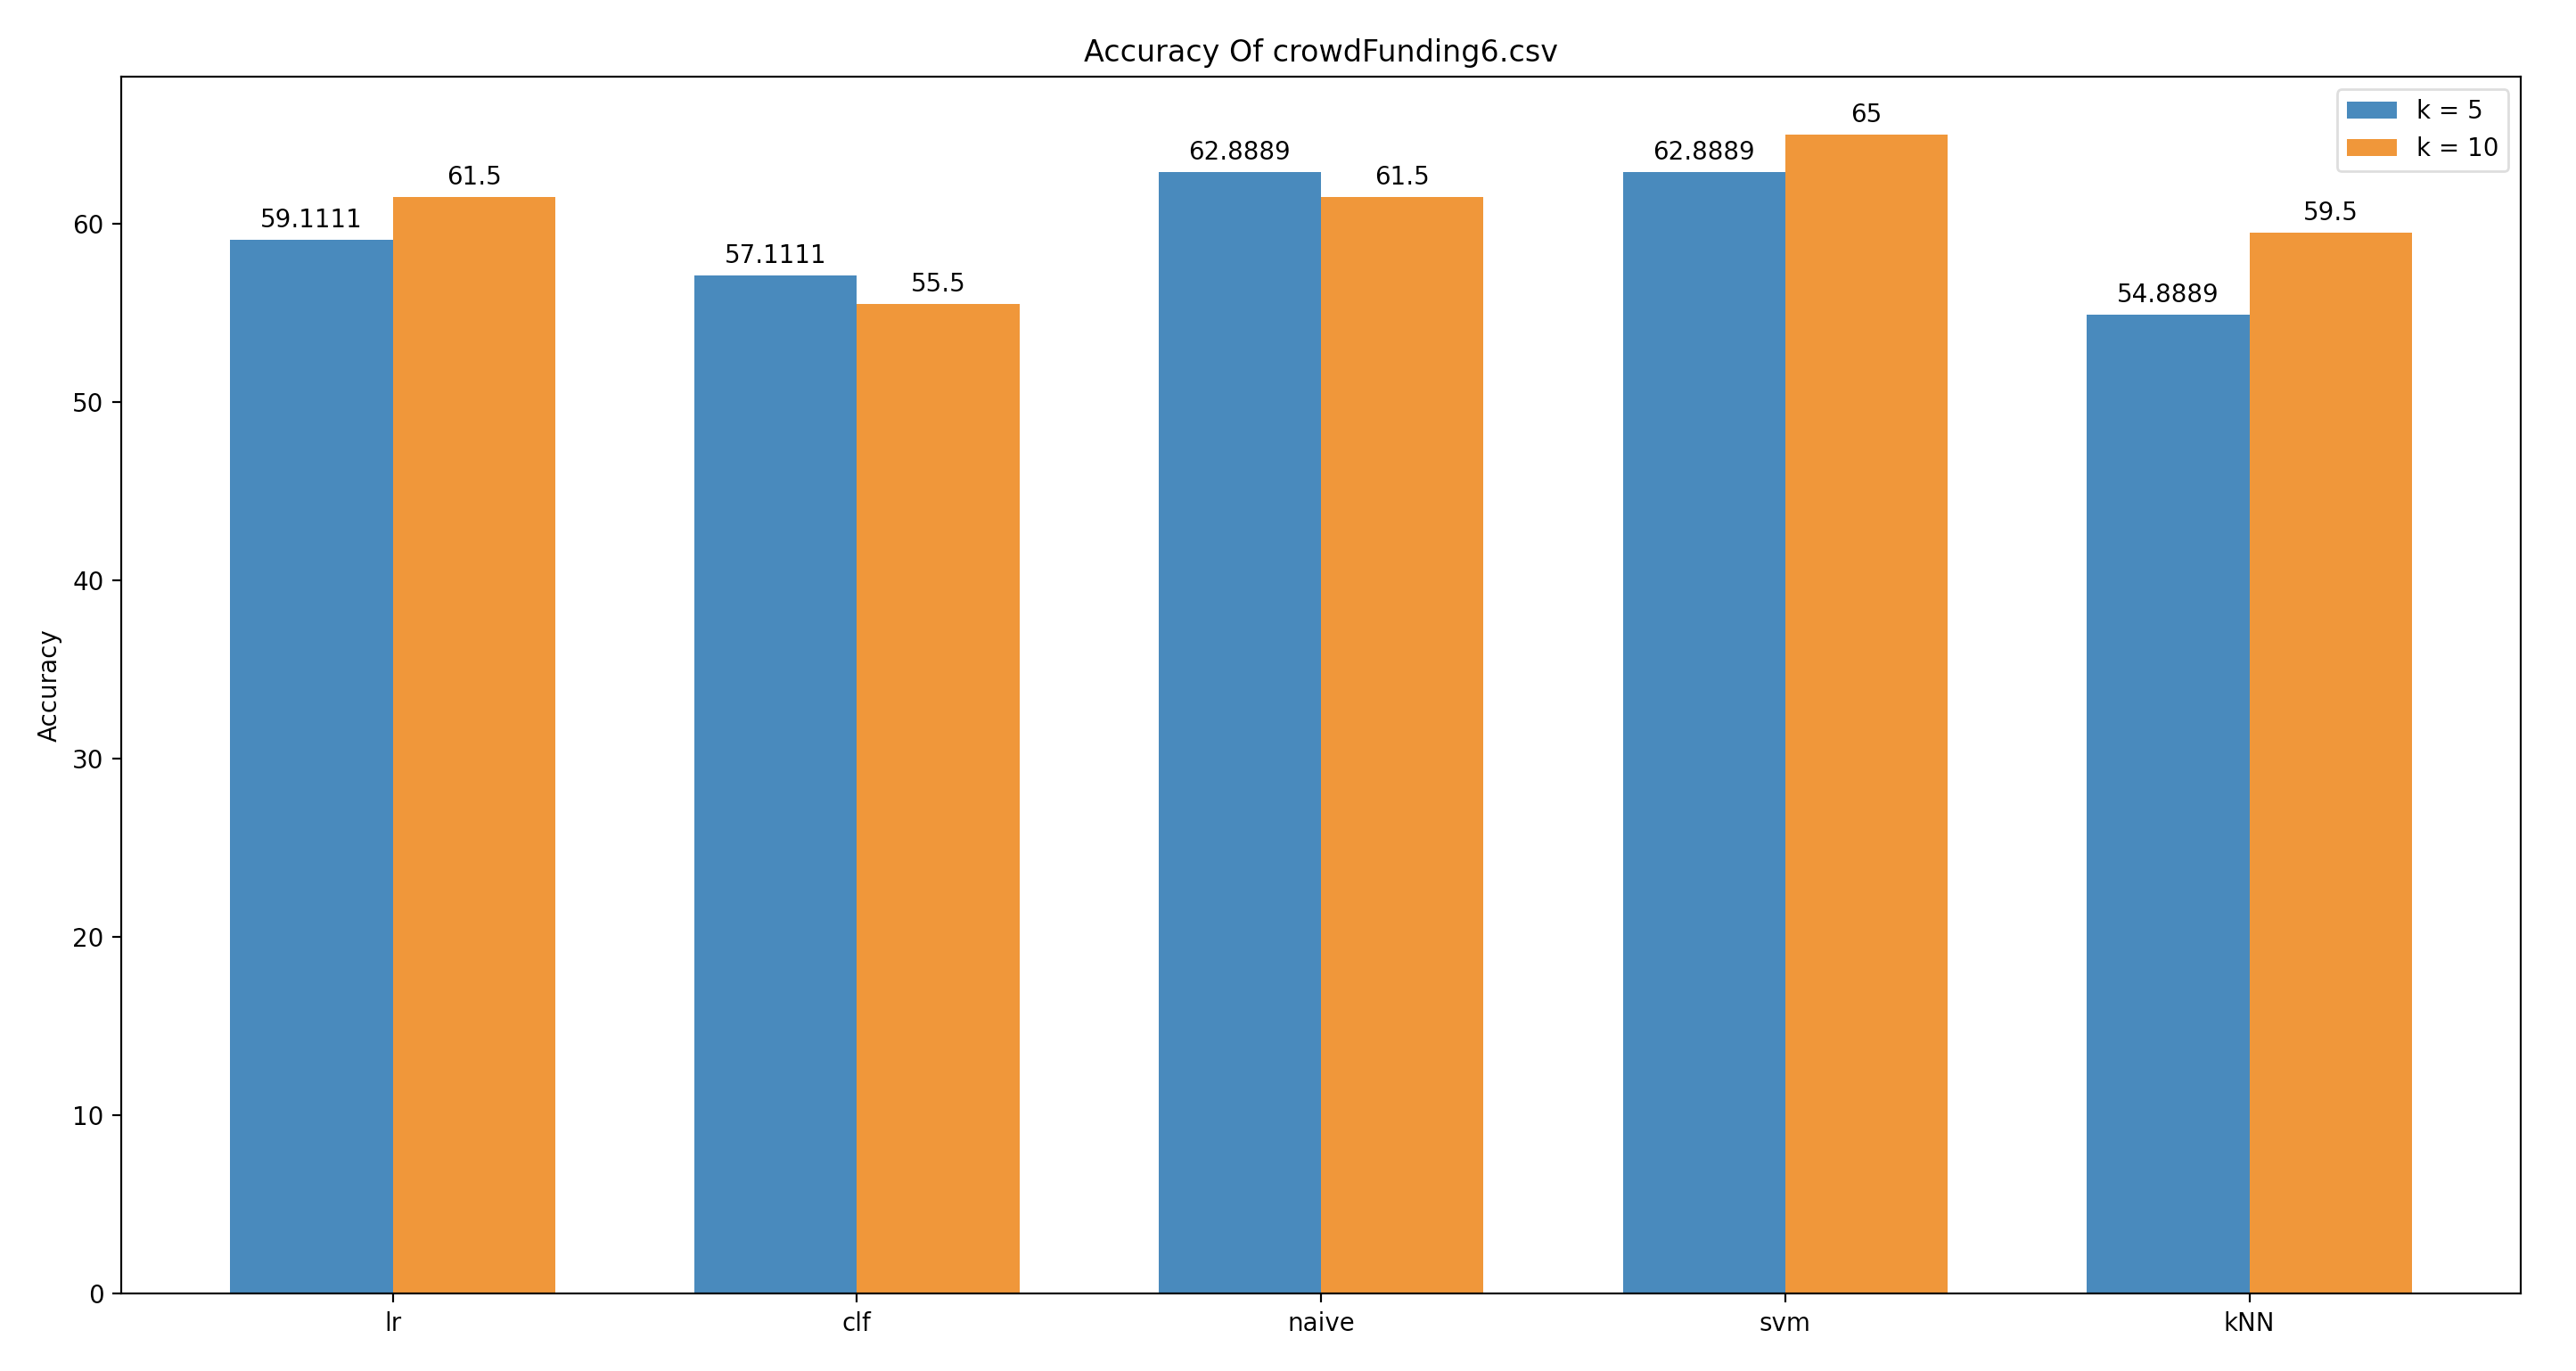 Accuracy Of crowdFunding6.csv
k = 5
k = 10
65
62.8889
62.8889
61.5
61.5
59.5
59.1111
57.1111
55.5
54.8889
60
50
40
30
20
10
0
Accuracy
lr
clf
naive
svm
kNN